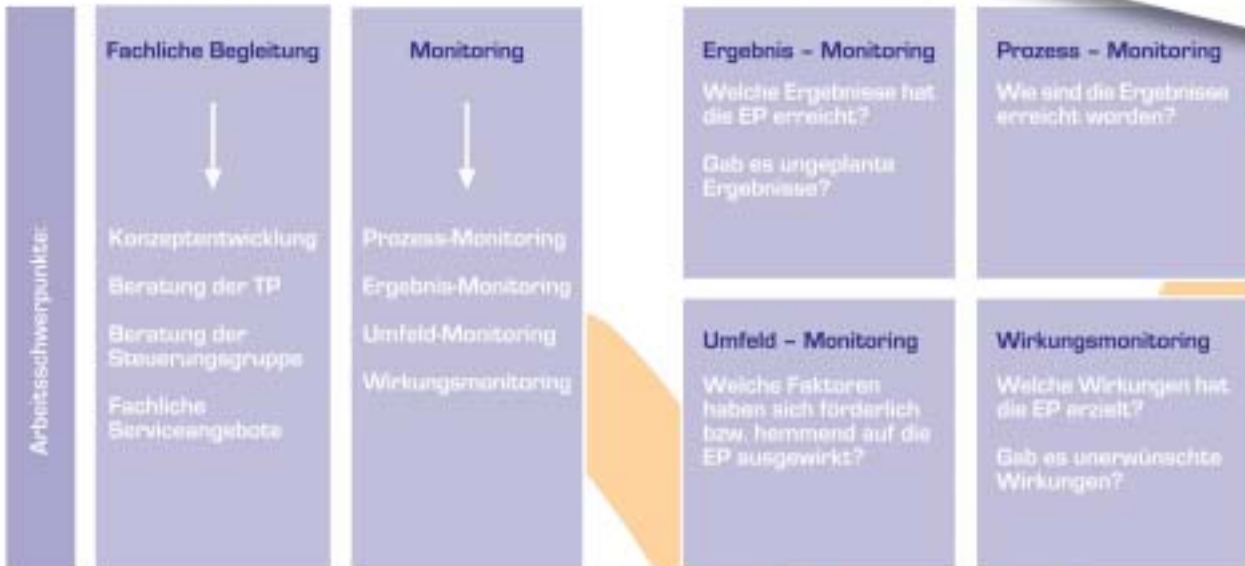 Arbeitsschwerpunkte:
Fachliche Begleitung
Konzeptentwicklung
Beratung der TP
Beratung der
Steuerungsgruppe
Fachliche
Serviceangebote
Monitoring
Prozess-Monitoring
Ergebnis-Monitoring
Umfeld-Monitoring
Wirkungsmonitoring
Ergebnis – Monitoring
Welche Ergebnisse hat
die EP erreicht?
Gab es ungeplante
Ergebnisse?
Prozess – Monitoring
Wie sind die Ergebnisse
erreicht worden?
Umfeld – Monitoring
Welche Faktoren
haben sich förderlich
bzw. hemmend auf die
EP ausgewirkt?
Wirkungsmonitoring
Welche Wirkungen hat
die EP erzielt?
Gab es unerwünschte
Wirkungen?